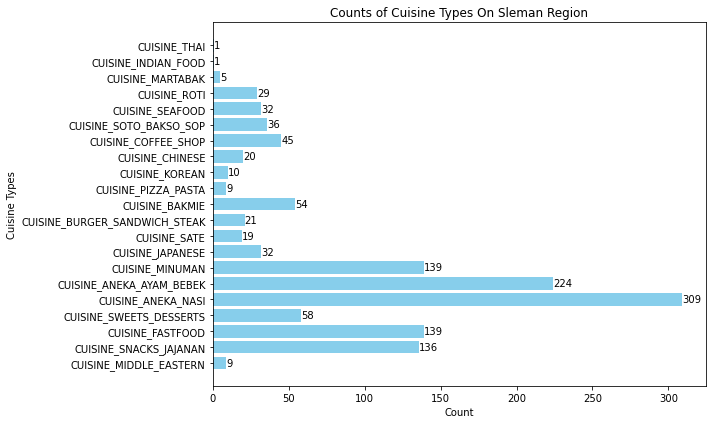 Counts of Cuisine Types On Sleman Region
Cuisine Types
CUISINE_THAI 1
CUISINE_INDIAN_FOOD 1
CUISINE_MARTABAK 5
CUISINE_ROTI 29
CUISINE_SEAFOOD 32
CUISINE_SOTO_BAKSO_SOP 36
CUISINE_COFFEE_SHOP 45
CUISINE_CHINESE 20
CUISINE_KOREAN 10
CUISINE_PIZZA_PASTA 9
CUISINE_BAKMIE 54
CUISINE_BURGER_SANDWICH_STEAK 21
CUISINE_SATE 19
CUISINE_JAPANESE 32
CUISINE_MINUMAN 139
CUISINE_ANEKA_AYAM_BEBEK 224
CUISINE_ANEKA_NASI 309
CUISINE_SWEETS_DESSERTS 58
CUISINE_FASTFOOD 139
CUISINE_SNACKS_JAJANAN 136
CUISINE_MIDDLE_EASTERN 9
0 50 100 150 200 250 300
Count